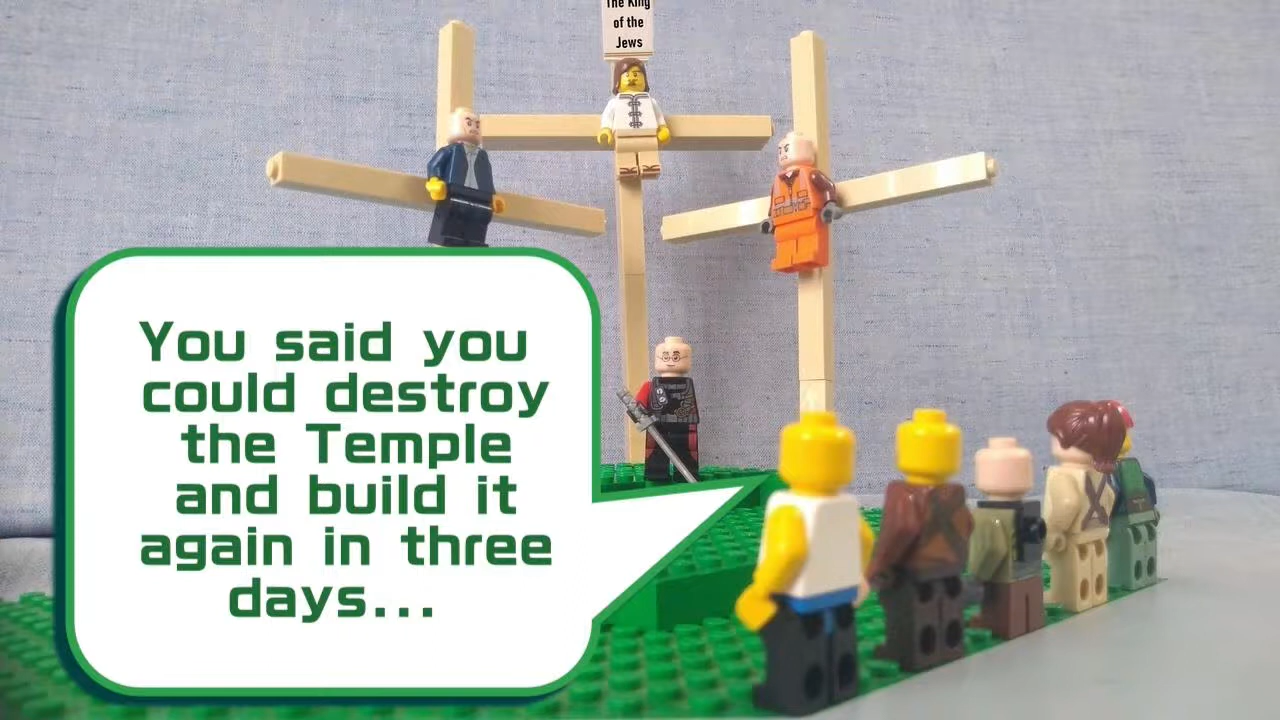 The King
of the
Jews
You said you
could destroy
the Temple
and build it
again in three
days...